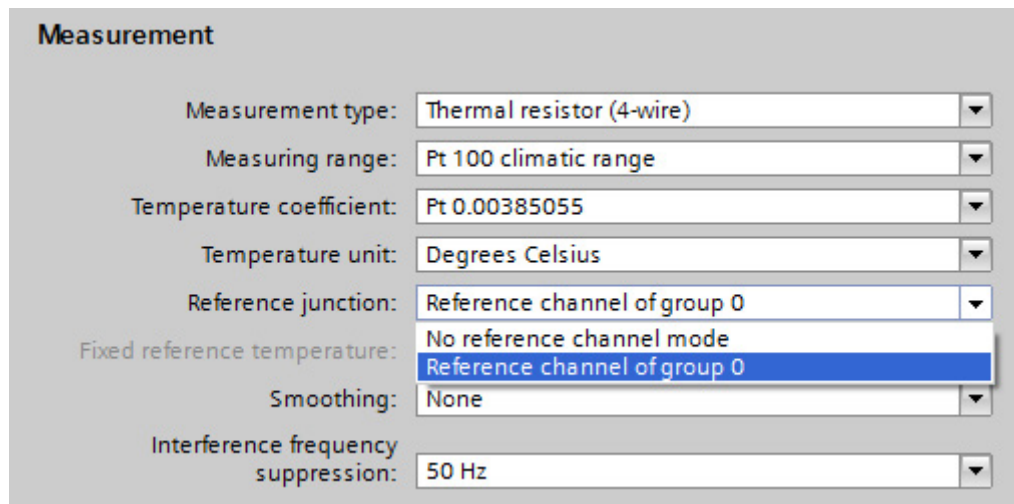 Measurement
Measurement type: Thermal resistor (4-wire)
Measuring range: Pt 100 climatic range
Temperature coefficient: Pt 0.00385055
Temperature unit: Degrees Celsius
Reference junction: Reference channel of group 0
No reference channel mode
Fixed reference temperature:
Reference channel of group 0
Smoothing: None
Interference frequency
suppression: 50 Hz